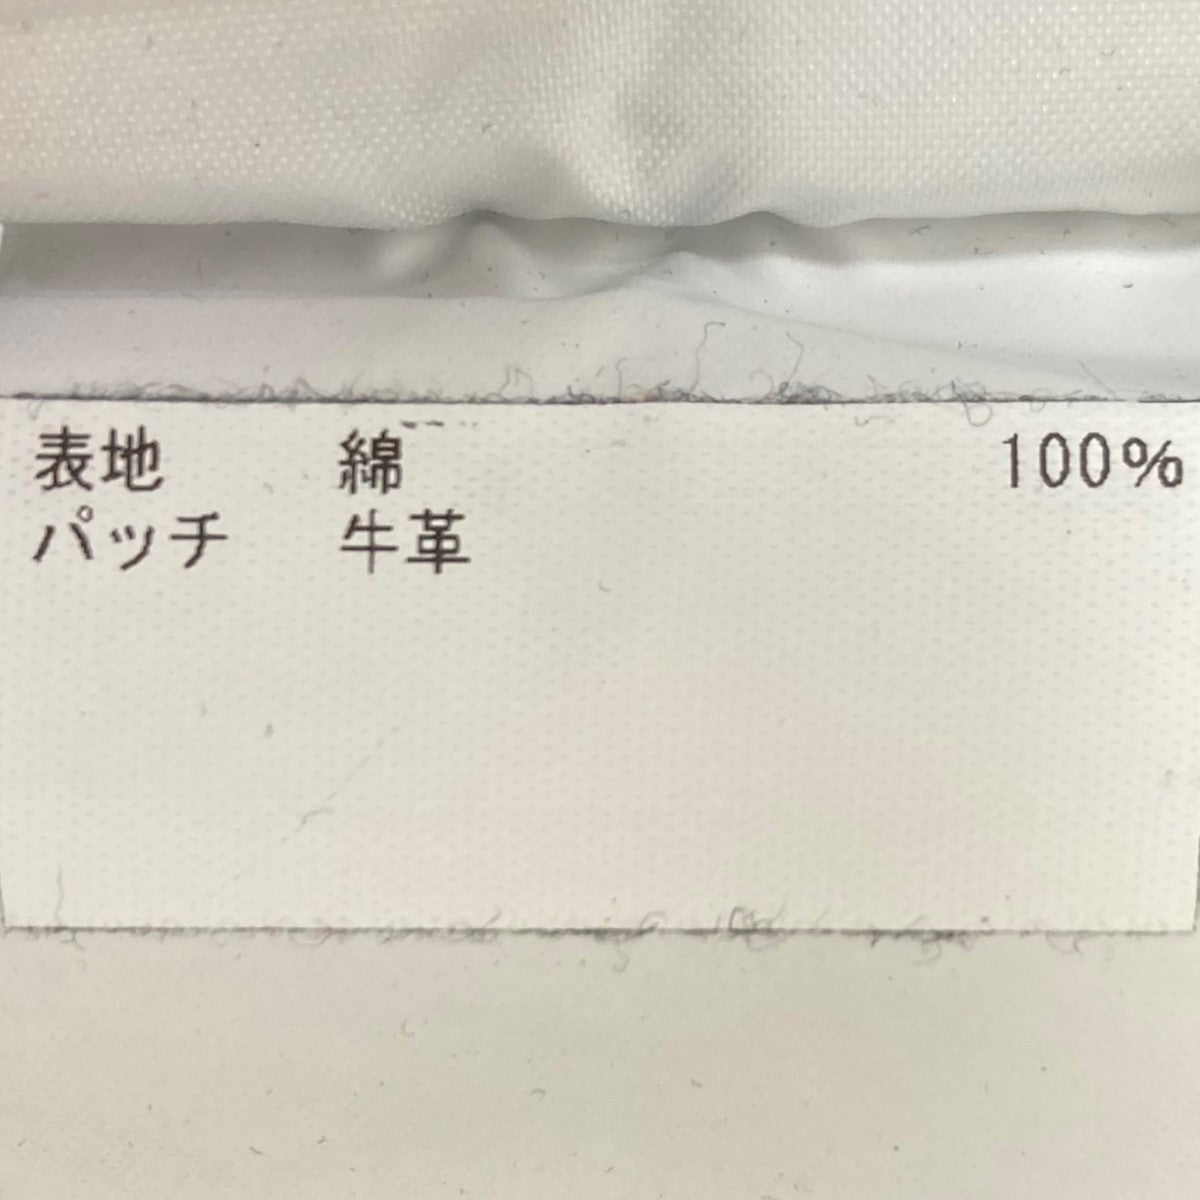 表地 綿 100%
パッチ 牛革